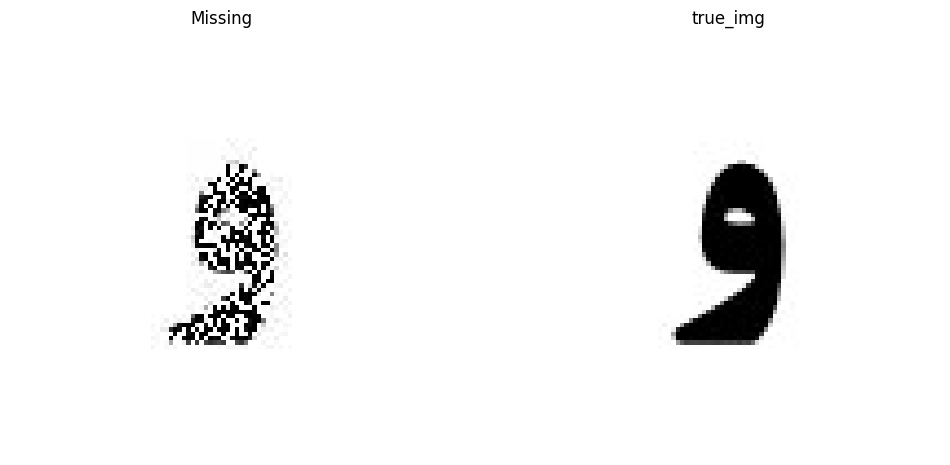 Missing true_img
و و